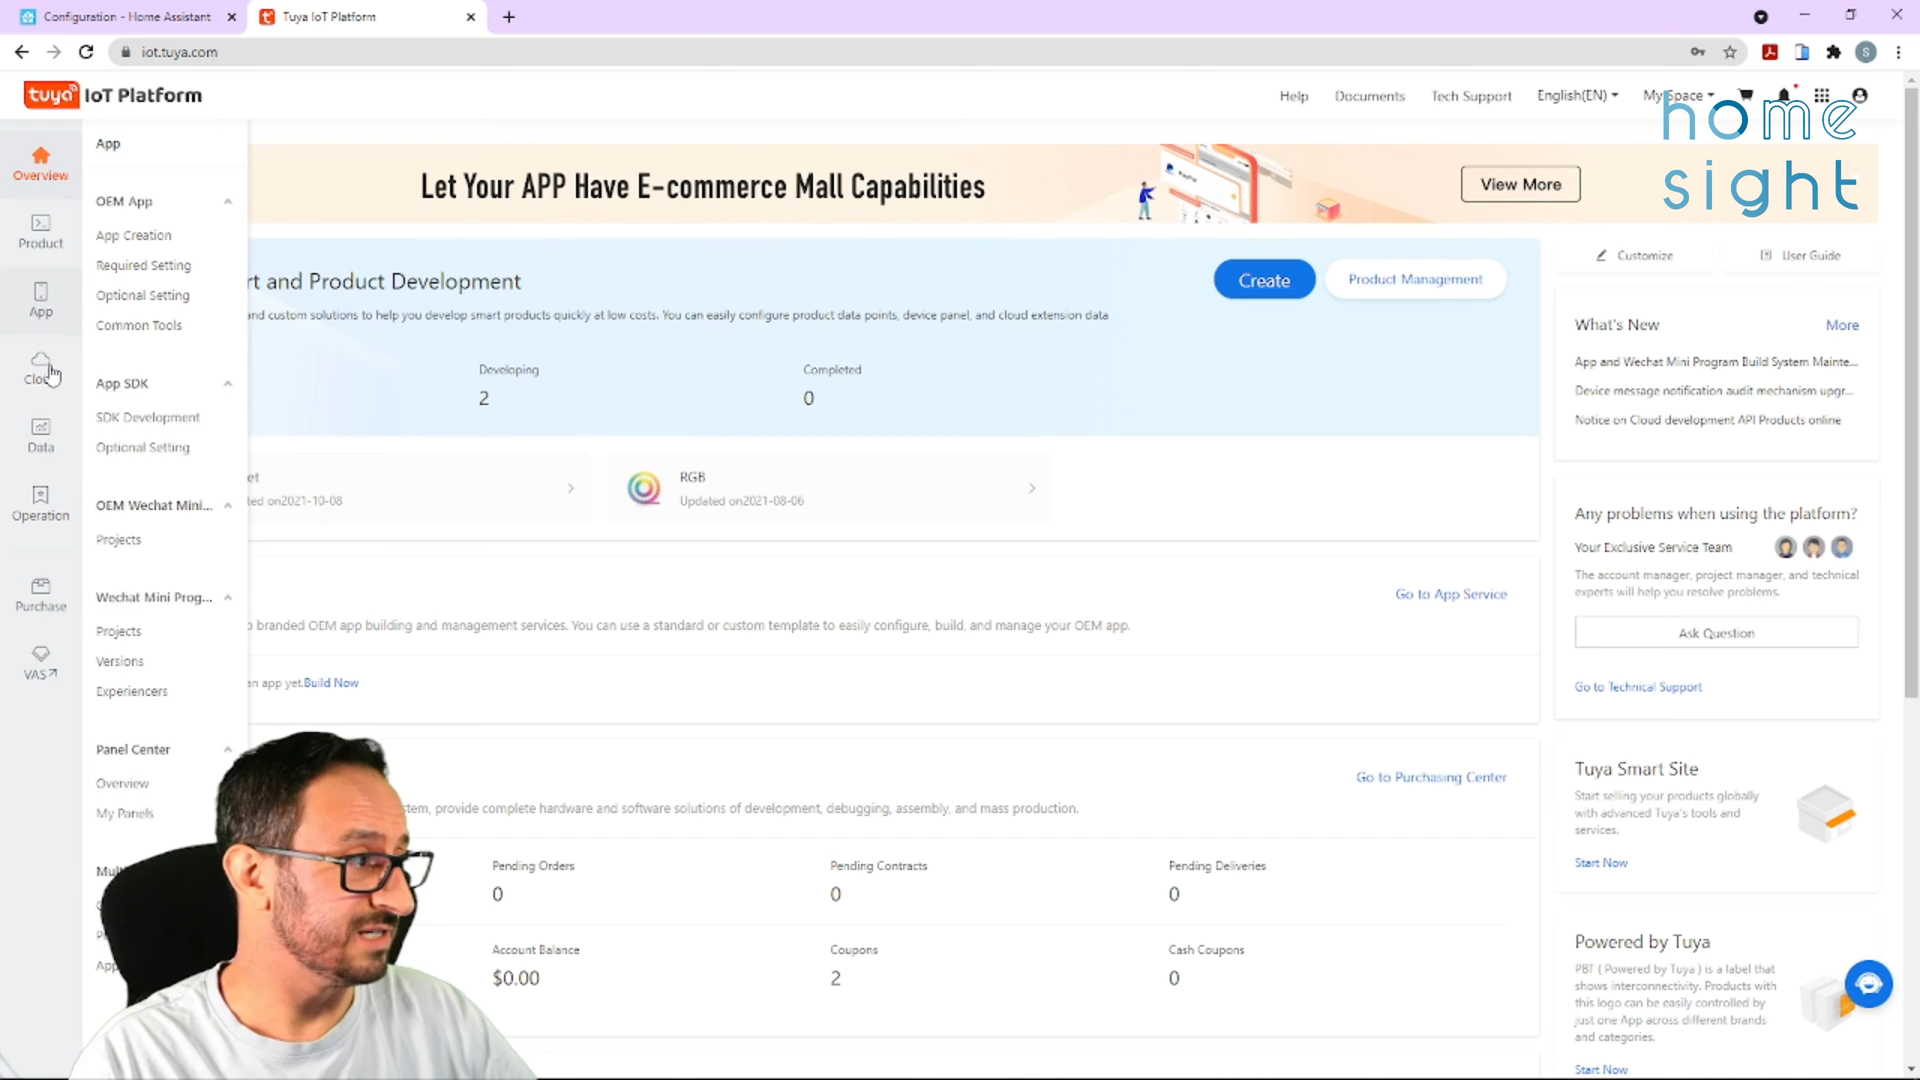 Configuration - Home Assistant
Tuya IoT Platform
iot.tuya.com
S
tuya IoT Platform
Help
Documents
Tech Support
English(EN)
My Space
home
sight
Overview
Product
App
Data
Operation
Purchase
VAS
App
OEM App
App Creation
Required Setting
Optional Setting
Common Tools
App SDK
SDK Development
Optional Setting
OEM Wechat Mini...
Projects
Wechat Mini Prog...
Projects
Versions
Experiencers
Panel Center
Overview
My Panels
Let Your APP Have E-commerce Mall Capabilities
View More
and Product Development
Create
Product Management
and custom solutions to help you develop smart products quickly at low costs. You can easily configure product data points, device panel, and cloud extension data
Developing
2
Completed
0
on2021-10-08
RGB
Updated on2021-08-06
Go to App Service
branded OEM app building and management services. You can use a standard or custom template to easily configure, build, and manage your OEM app.
an app yet.Build Now
Go to Purchasing Center
provide complete hardware and software solutions of development, debugging, assembly, and mass production.
Pending Orders
0
Pending Contracts
0
Pending Deliveries
0
Account Balance
$0.00
Coupons
2
Cash Coupons
0
Customize
User Guide
What's New
More
App and Wechat Mini Program Build System Mainte...
Device message notification audit mechanism upgr...
Notice on Cloud development API Products online
Any problems when using the platform?
Your Exclusive Service Team
The account manager, project manager, and technical
experts will help you resolve problems.
Ask Question
Go to Technical Support
Tuya Smart Site
Start selling your products globally
with advanced Tuya's tools and
services.
Start Now
Powered by Tuya
PBT ( Powered by Tuya ) is a label that
shows interconnectivity. Products with
this logo can be easily controlled by
just one App across different brands
and categories.
Start Now